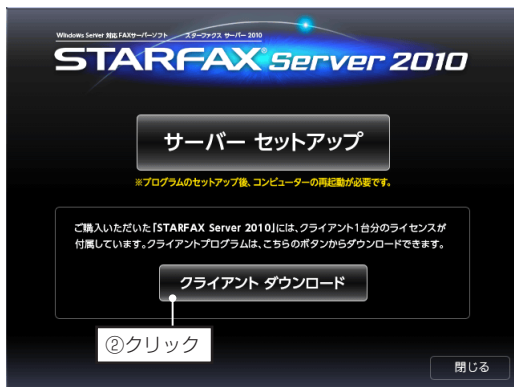 Windows Server 対応 FAXサーバーソフト　スターファクス サーバー 2010
STARFAX Server 2010
サーバー セットアップ
※プログラムのセットアップ後、コンピューターの再起動が必要です。
ご購入いただいた「STARFAX Server 2010」には、クライアント1台分のライセンスが
付属しています。クライアントプログラムは、こちらのボタンからダウンロードできます。
クライアント ダウンロード
②クリック
閉じる